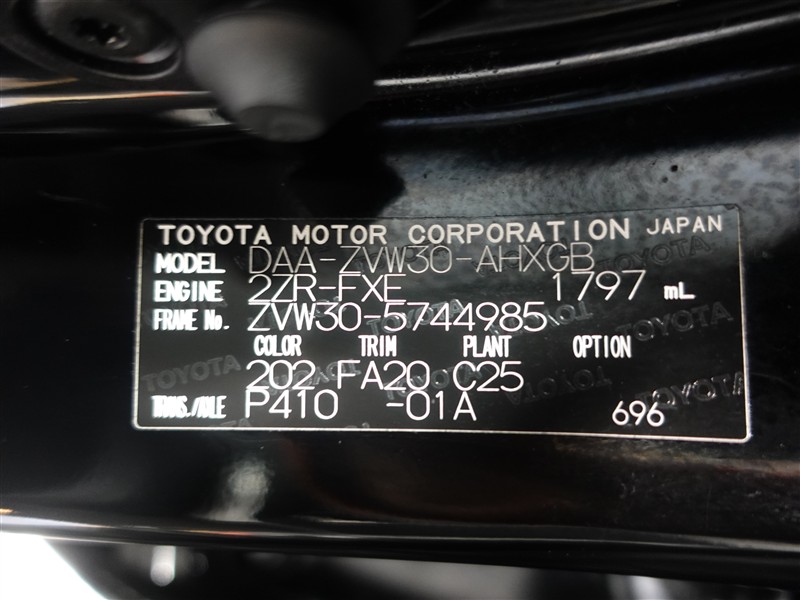 TOYOTA MOTOR CORPORATION JAPAN
MODEL DAA-ZVW30-AHXGB
ENGINE 2ZR-FXE 1797 mL
FRAME No. ZVW30-5744985
COLOR TRIM PLANT OPTION
202 FA20 C25
TRANS./AXLE P410 -01A 696